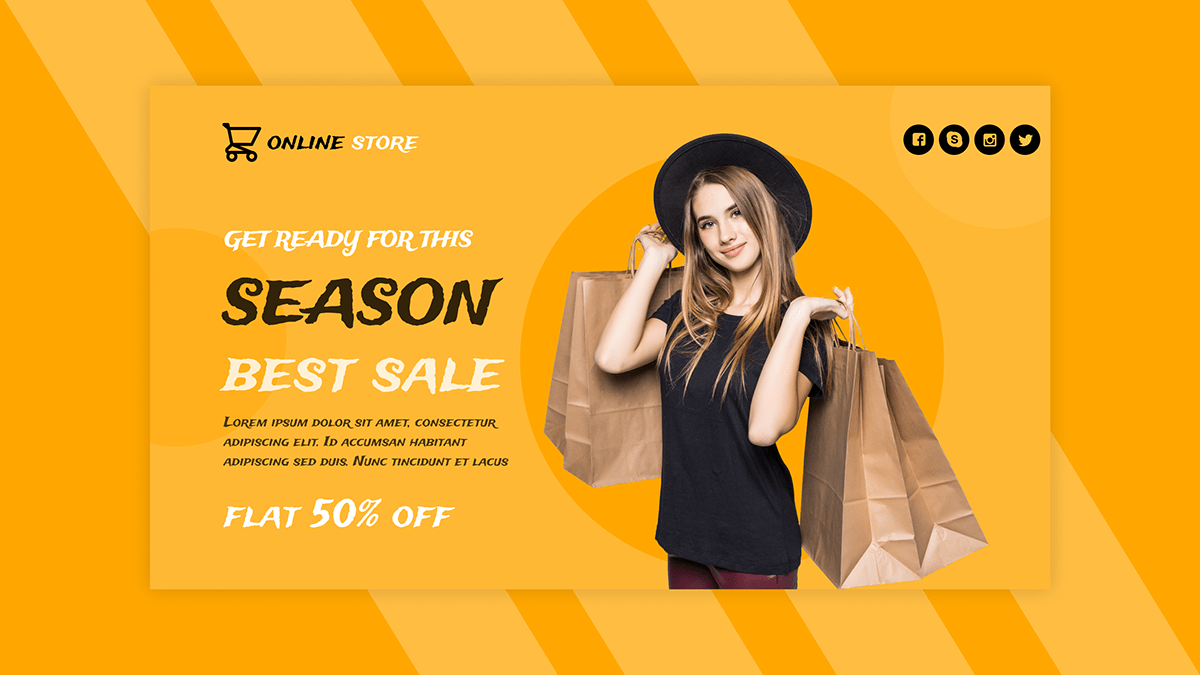 ONLINE STORE
GET READY FOR THIS
SEASON
BEST SALE
Lorem ipsum dolor sit amet, consectetur
adipiscing elit. Id accumsan habitant
adipiscing sed duis. Nunc tincidunt et lacus
FLAT 50% OFF